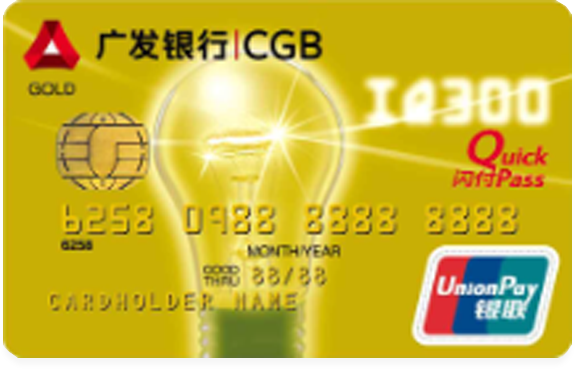 广发银行|CGB
GOLD
IQ300
Quick
闪付Pass
6258 0988 8888 8888
6258
MONTH/YEAR
GOOD THRU 88/88
CARDHOLDER NAME
UnionPay
银联